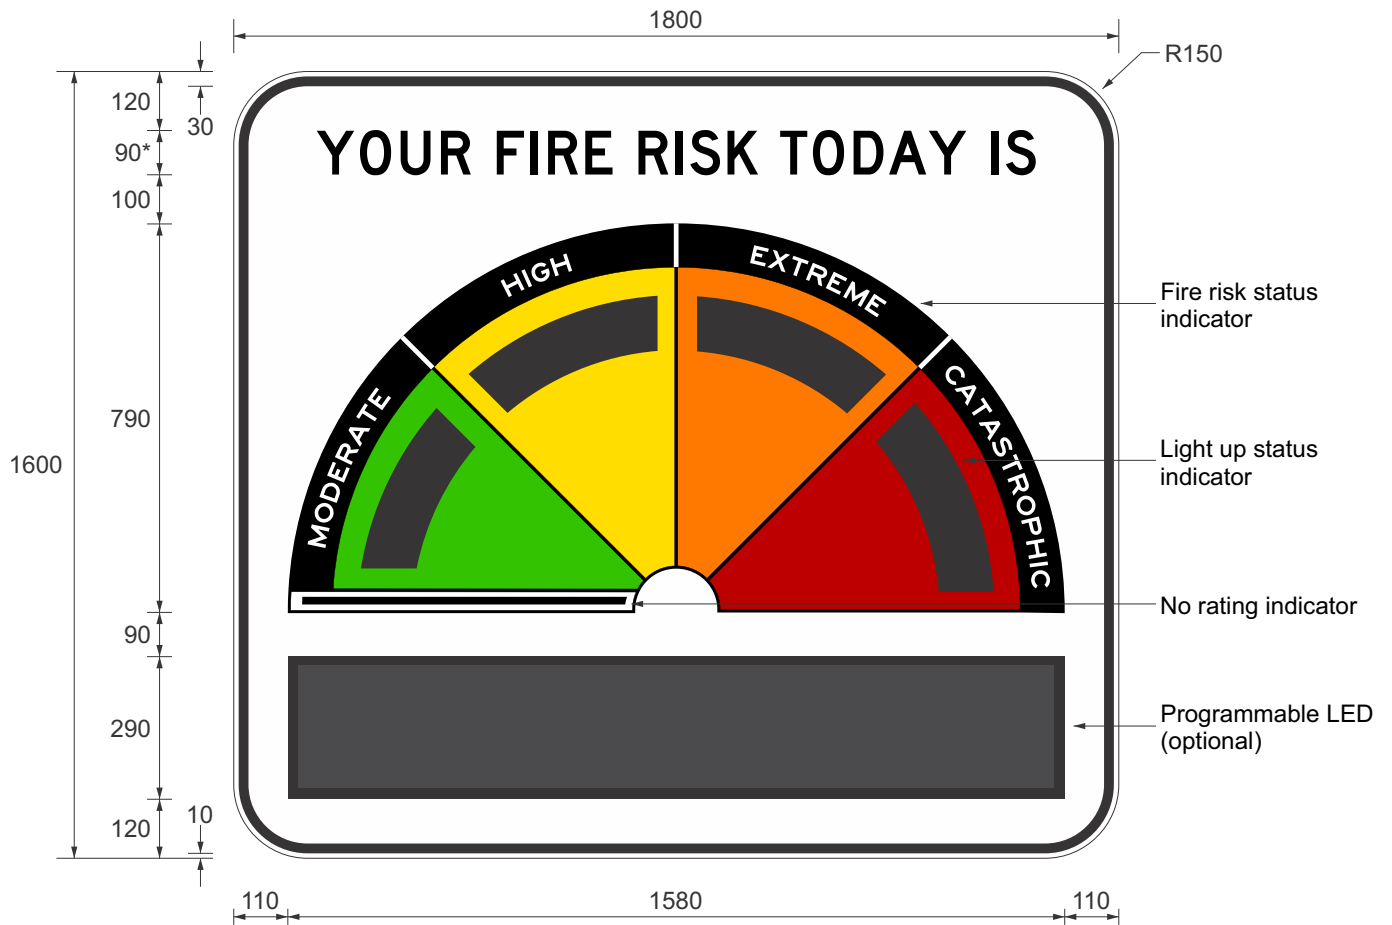 1800
R150
120
30
90*
100
YOUR FIRE RISK TODAY IS
MODERATE
HIGH
EXTREME
CATASTROPHIC
Fire risk status
indicator
790
1600
Light up status
indicator
No rating indicator
90
290
Programmable LED
(optional)
120
10
110
1580
110